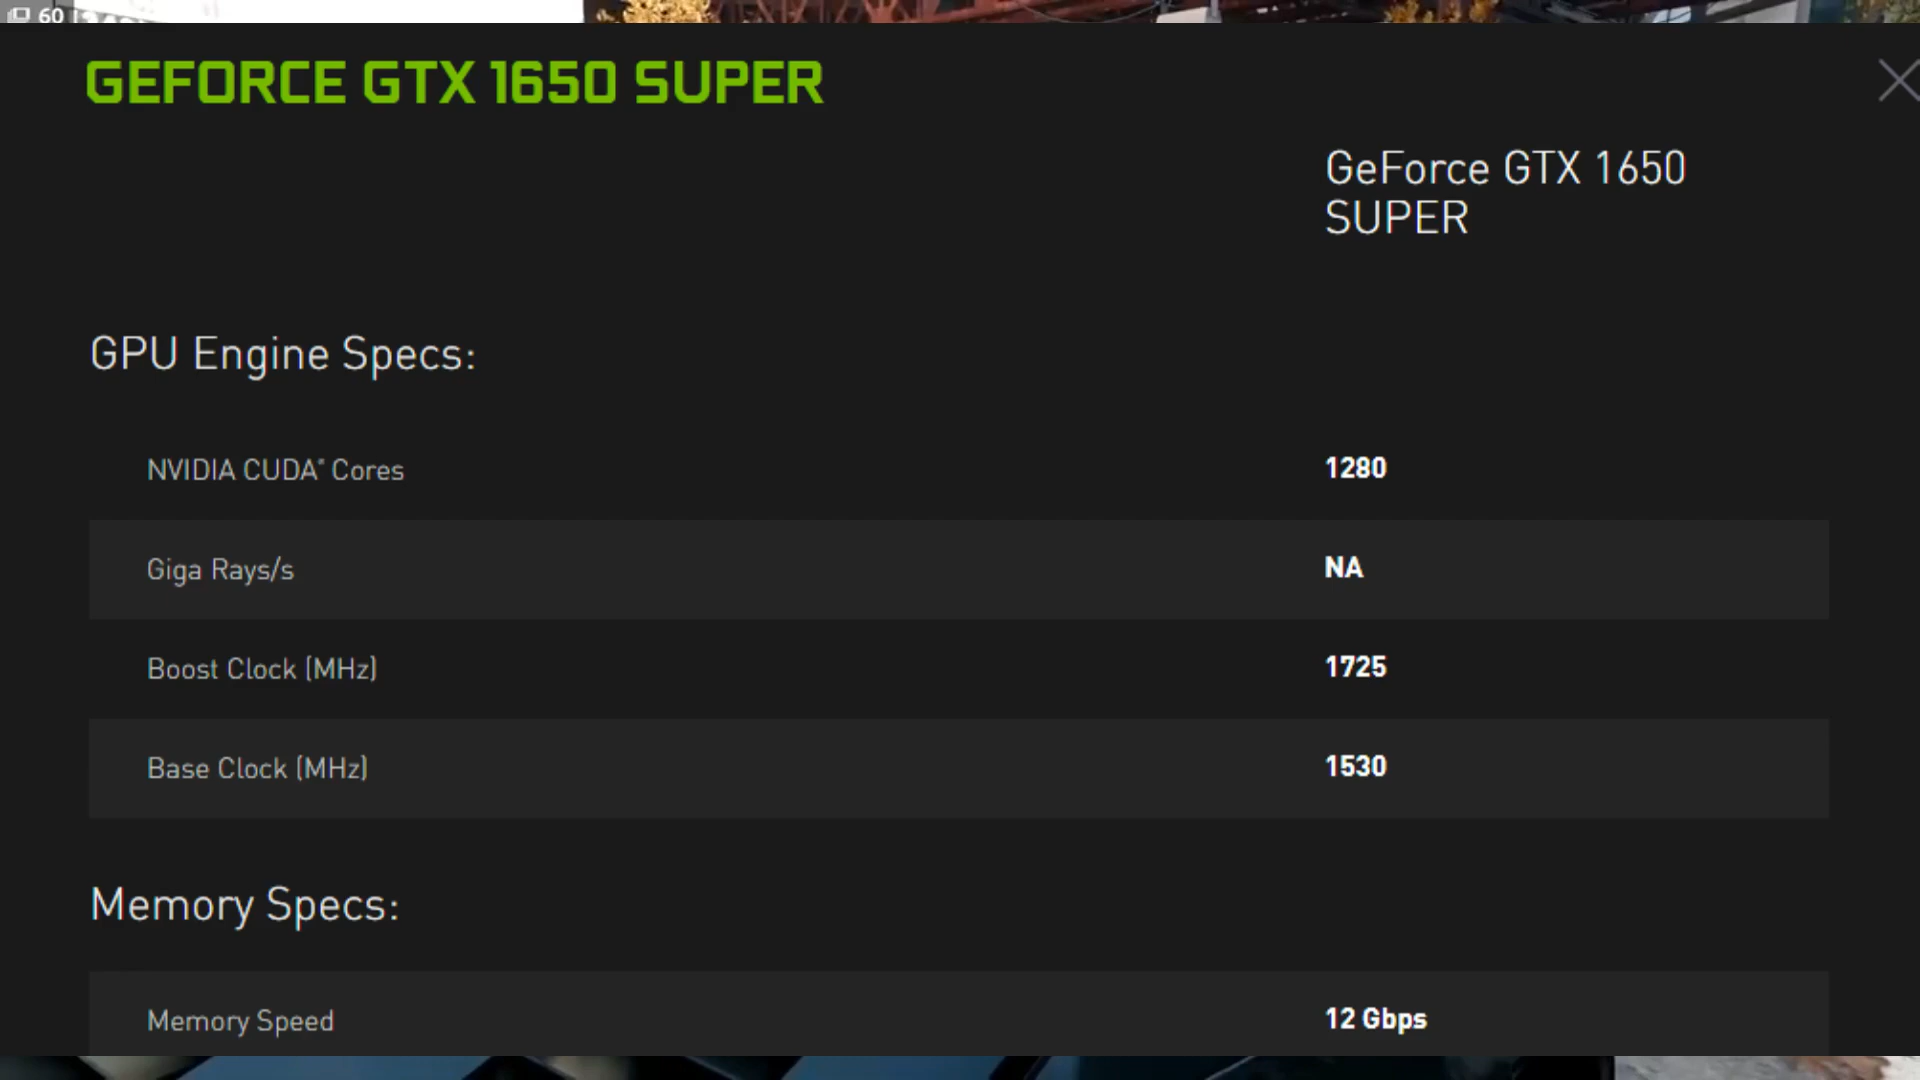 60
GEFORCE GTX 1650 SUPER
GeForce GTX 1650
SUPER
GPU Engine Specs:
NVIDIA CUDA® Cores 1280
Giga Rays/s NA
Boost Clock (MHz) 1725
Base Clock (MHz) 1530
Memory Specs:
Memory Speed 12 Gbps